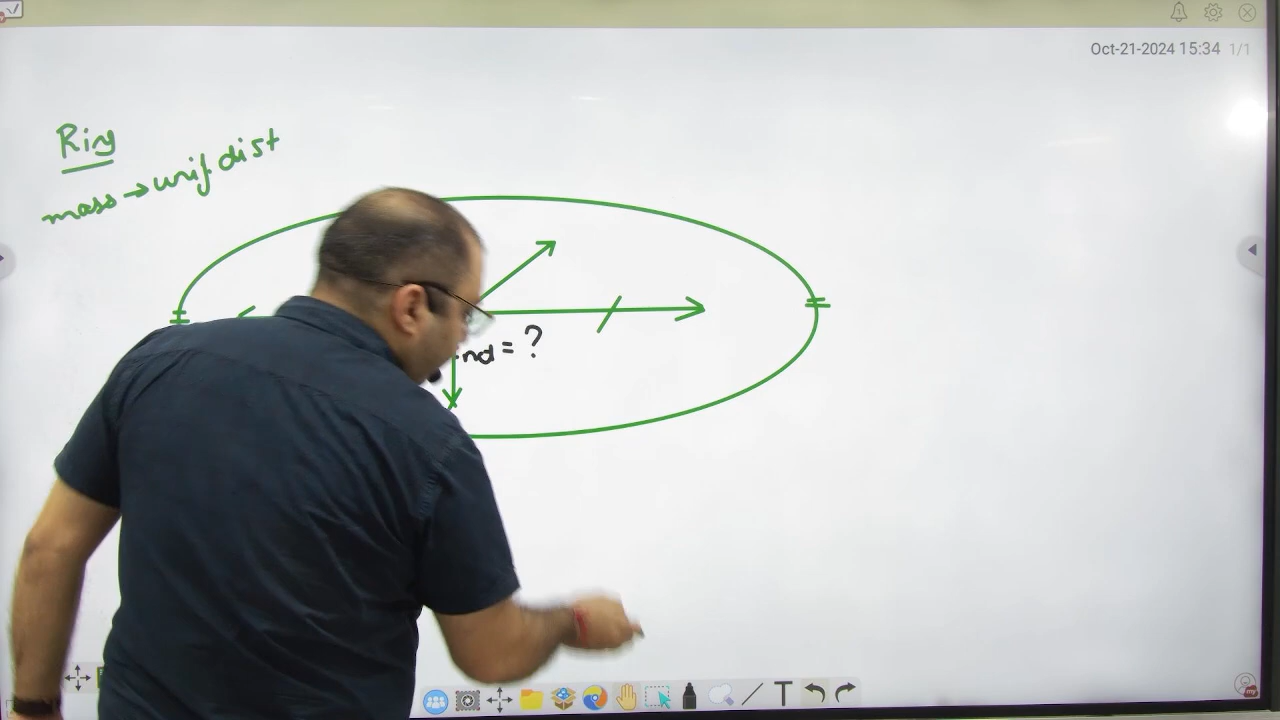 Oct-21-2024 15:34 1/1
Ring
mass → unif. dist
= ?
T